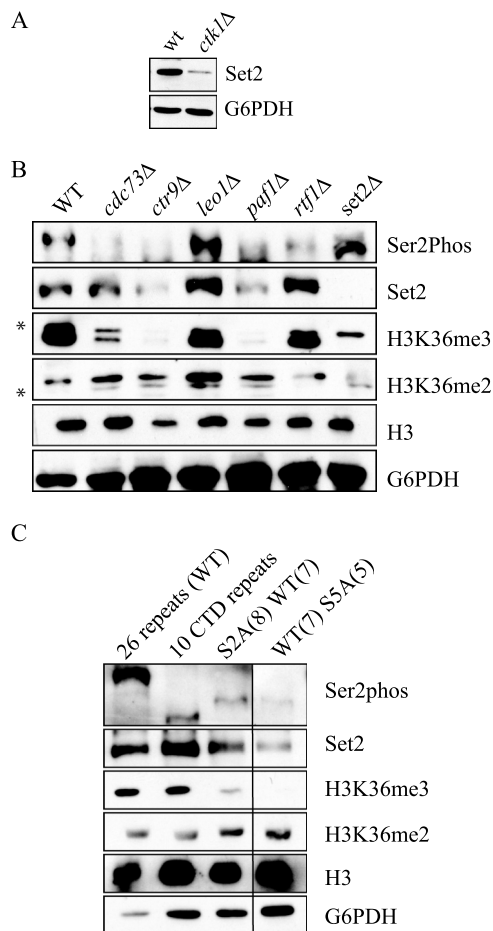 A
wt ctk1Δ
Set2
G6PDH
B
WT cdc73Δ ctr9Δ leo1Δ paf1Δ rtf1Δ set2Δ
Ser2Phos
Set2
* H3K36me3
H3K36me2
*
H3
G6PDH
C
26 repeats (WT) 10 CTD repeats S2A(8) WT(7) WT(7) S5A(5)
Ser2phos
Set2
H3K36me3
H3K36me2
H3
G6PDH